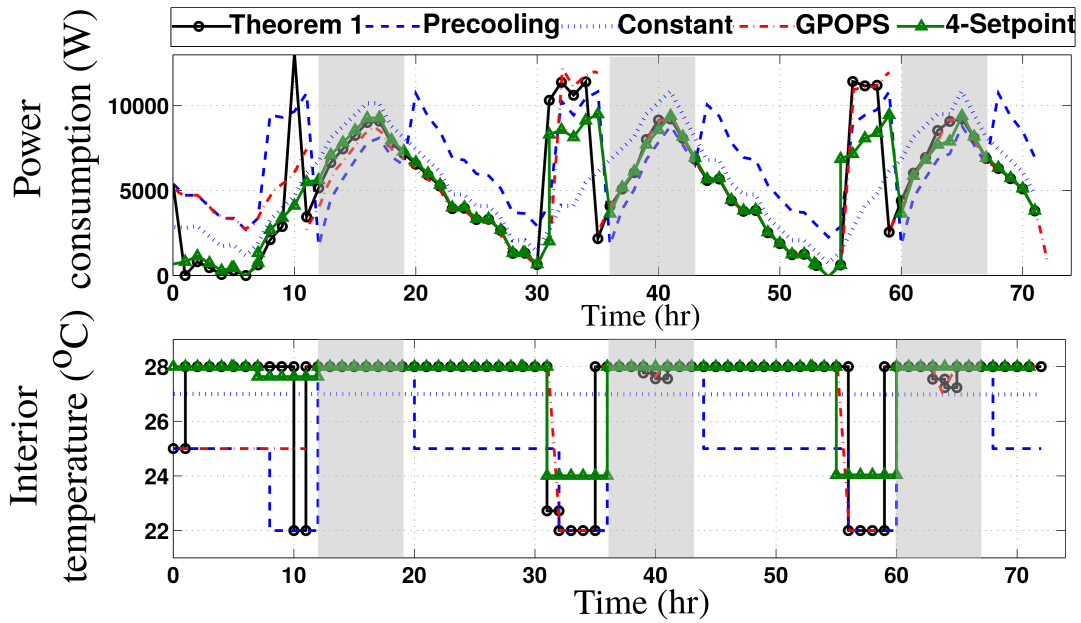 Theorem 1 Precooling Constant GPOPS 4-Setpoint
Power
consumption (W)
10000
5000
0
0 10 20 30 40 50 60 70
Time (hr)
Interior
temperature (°C)
28
26
24
22
0 10 20 30 40 50 60 70
Time (hr)